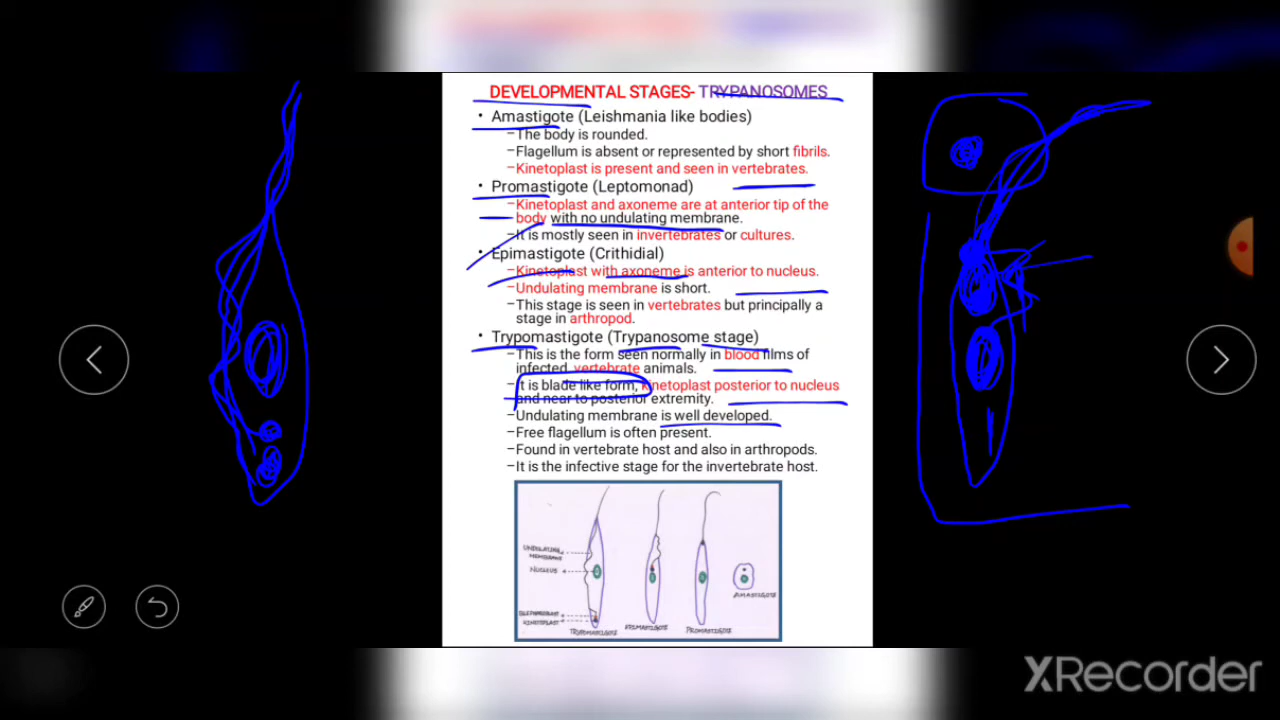 DEVELOPMENTAL STAGES- TRYPANOSOMES
• Amastigote (Leishmania like bodies)
–The body is rounded.
–Flagellum is absent or represented by short fibrils.
–Kinetoplast is present and seen in vertebrates.
• Promastigote (Leptomonad)
–Kinetoplast and axoneme are at anterior tip of the
body with no undulating membrane.
–It is mostly seen in invertebrates or cultures.
• Epimastigote (Crithidial)
–Kinetoplast with axoneme is anterior to nucleus.
–Undulating membrane is short.
–This stage is seen in vertebrates but principally a
stage in arthropod.
• Trypomastigote (Trypanosome stage)
–This is the form seen normally in blood films of
infected vertebrate animals.
–It is blade like form, kinetoplast posterior to nucleus
and near to posterior extremity.
–Undulating membrane is well developed.
–Free flagellum is often present.
–Found in vertebrate host and also in arthropods.
–It is the infective stage for the invertebrate host.
UNDULATING
MEMBRANE
NUCLEUS
BLEPHAROBLAST
KINETOPLAST
TRYPOMASTIGOTE
EPIMASTIGOTE
PROMASTIGOTE
AMASTIGOTE
XRecorder